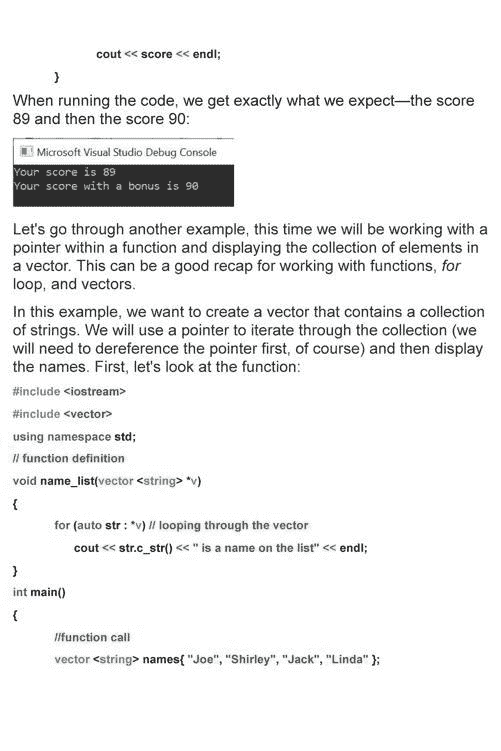 cout << score << endl;
}
When running the code, we get exactly what we expect—the score
89 and then the score 90:
Microsoft Visual Studio Debug Console
Your score is 89
Your score with a bonus is 90
Let's go through another example, this time we will be working with a
pointer within a function and displaying the collection of elements in
a vector. This can be a good recap for working with functions, for
loop, and vectors.
In this example, we want to create a vector that contains a collection
of strings. We will use a pointer to iterate through the collection (we
will need to dereference the pointer first, of course) and then display
the names. First, let's look at the function:
#include <iostream>
#include <vector>
using namespace std;
// function definition
void name_list(vector <string> *v)
{
for (auto str : *v) // looping through the vector
cout << str.c_str() << " is a name on the list" << endl;
}
int main()
{
//function call
vector <string> names{ "Joe", "Shirley", "Jack", "Linda" };